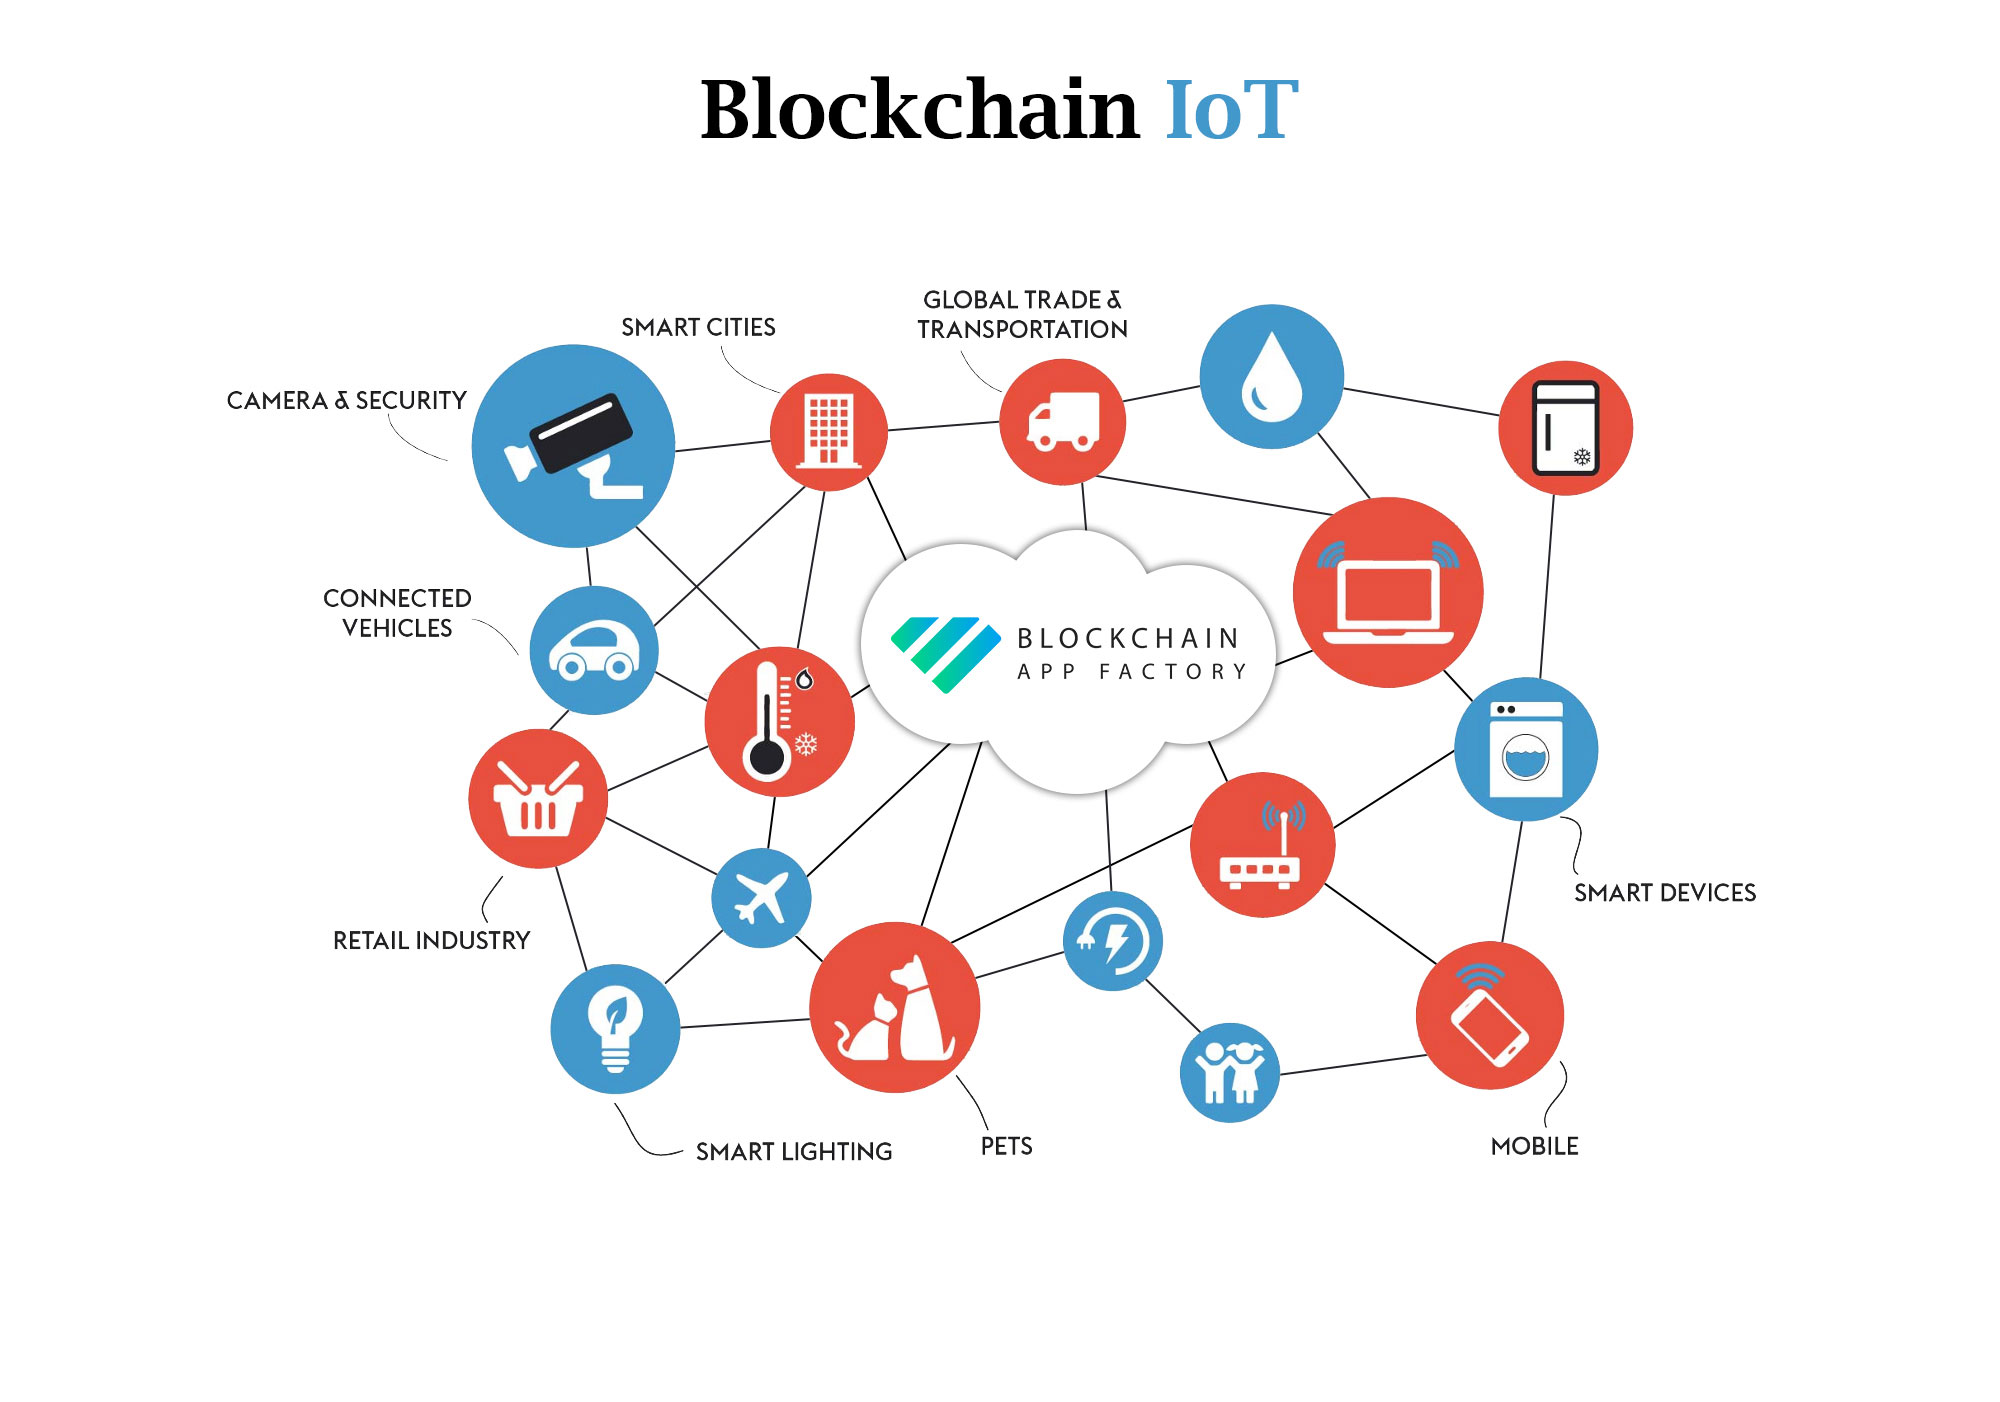 Blockchain IoT
GLOBAL TRADE &
TRANSPORTATION
SMART CITIES
CAMERA & SECURITY
CONNECTED
VEHICLES
BLOCKCHAIN
APP FACTORY
SMART DEVICES
RETAIL INDUSTRY
SMART LIGHTING
PETS
MOBILE